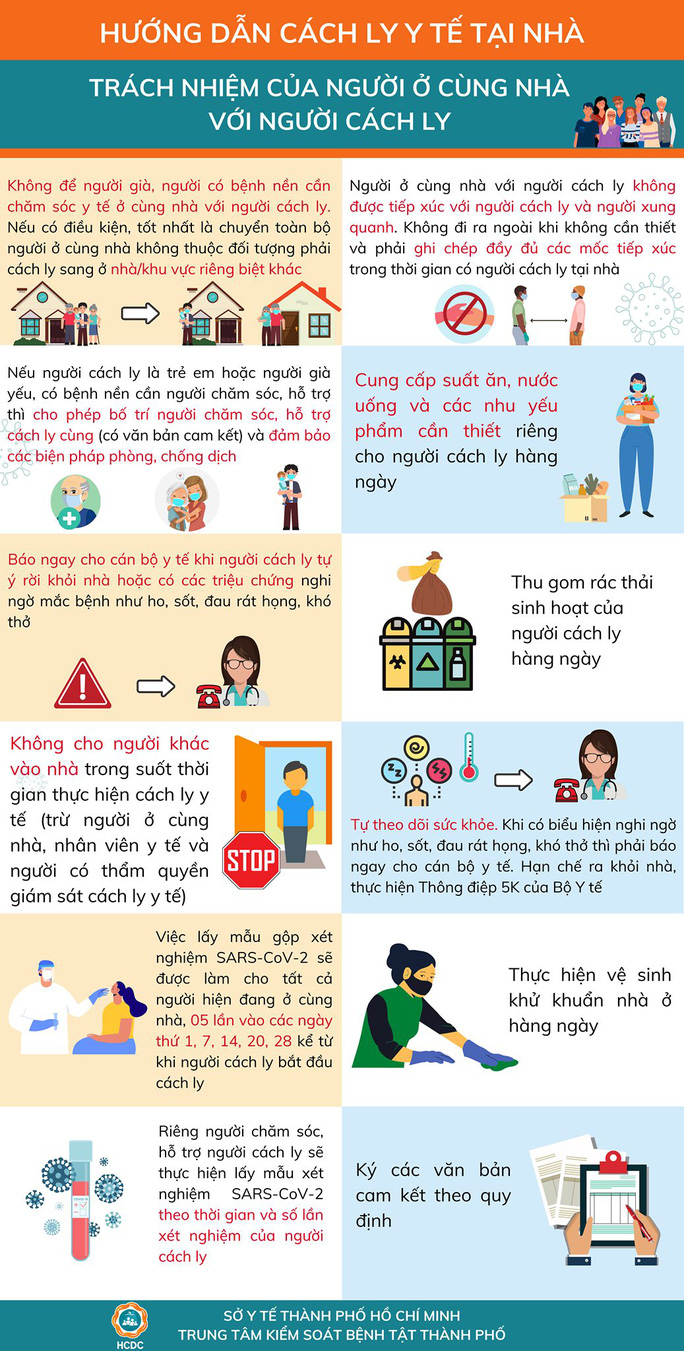 HƯỚNG DẪN CÁCH LY Y TẾ TẠI NHÀ
TRÁCH NHIỆM CỦA NGƯỜI Ở CÙNG NHÀ
VỚI NGƯỜI CÁCH LY
Không để người già, người có bệnh nền cần
chăm sóc y tế ở cùng nhà với người cách ly.
Nếu có điều kiện, tốt nhất là chuyển toàn bộ
người ở cùng nhà không thuộc đối tượng phải
cách ly sang ở nhà/khu vực riêng biệt khác
Người ở cùng nhà với người cách ly không
được tiếp xúc với người cách ly và người xung
quanh. Không đi ra ngoài khi không cần thiết
và phải ghi chép đầy đủ các mốc tiếp xúc
trong thời gian có người cách ly tại nhà
Nếu người cách ly là trẻ em hoặc người già
yếu, có bệnh nền cần người chăm sóc, hỗ trợ
thì cho phép bố trí người chăm sóc, hỗ trợ
cách ly cùng (có văn bản cam kết) và đảm bảo
các biện pháp phòng, chống dịch
Cung cấp suất ăn, nước
uống và các nhu yếu
phẩm cần thiết riêng
cho người cách ly hàng
ngày
Báo ngay cho cán bộ y tế khi người cách ly tự
ý rời khỏi nhà hoặc có các triệu chứng nghi
ngờ mắc bệnh như ho, sốt, đau rát họng, khó
thở
Thu gom rác thải
sinh hoạt của
người cách ly
hàng ngày
Không cho người khác
vào nhà trong suốt thời
gian thực hiện cách ly y
tế (trừ người ở cùng
nhà, nhân viên y tế và
người có thẩm quyền
giám sát cách ly y tế)
STOP
Tự theo dõi sức khỏe. Khi có biểu hiện nghi ngờ
như ho, sốt, đau rát họng, khó thở thì phải báo
ngay cho cán bộ y tế. Hạn chế ra khỏi nhà,
thực hiện Thông điệp 5K của Bộ Y tế
Việc lấy mẫu gộp xét
nghiệm SARS-CoV-2 sẽ
được làm cho tất cả
người hiện đang ở cùng
nhà, 05 lần vào các ngày
thứ 1, 7, 14, 20, 28 kể từ
khi người cách ly bắt đầu
cách ly
Thực hiện vệ sinh
khử khuẩn nhà ở
hàng ngày
Riêng người chăm sóc,
hỗ trợ người cách ly sẽ
thực hiện lấy mẫu xét
nghiệm SARS-CoV-2
theo thời gian và số lần
xét nghiệm của người
cách ly
Ký các văn bản
cam kết theo quy
định
HCDC
SỞ Y TẾ THÀNH PHỐ HỒ CHÍ MINH
TRUNG TÂM KIỂM SOÁT BỆNH TẬT THÀNH PHỐ